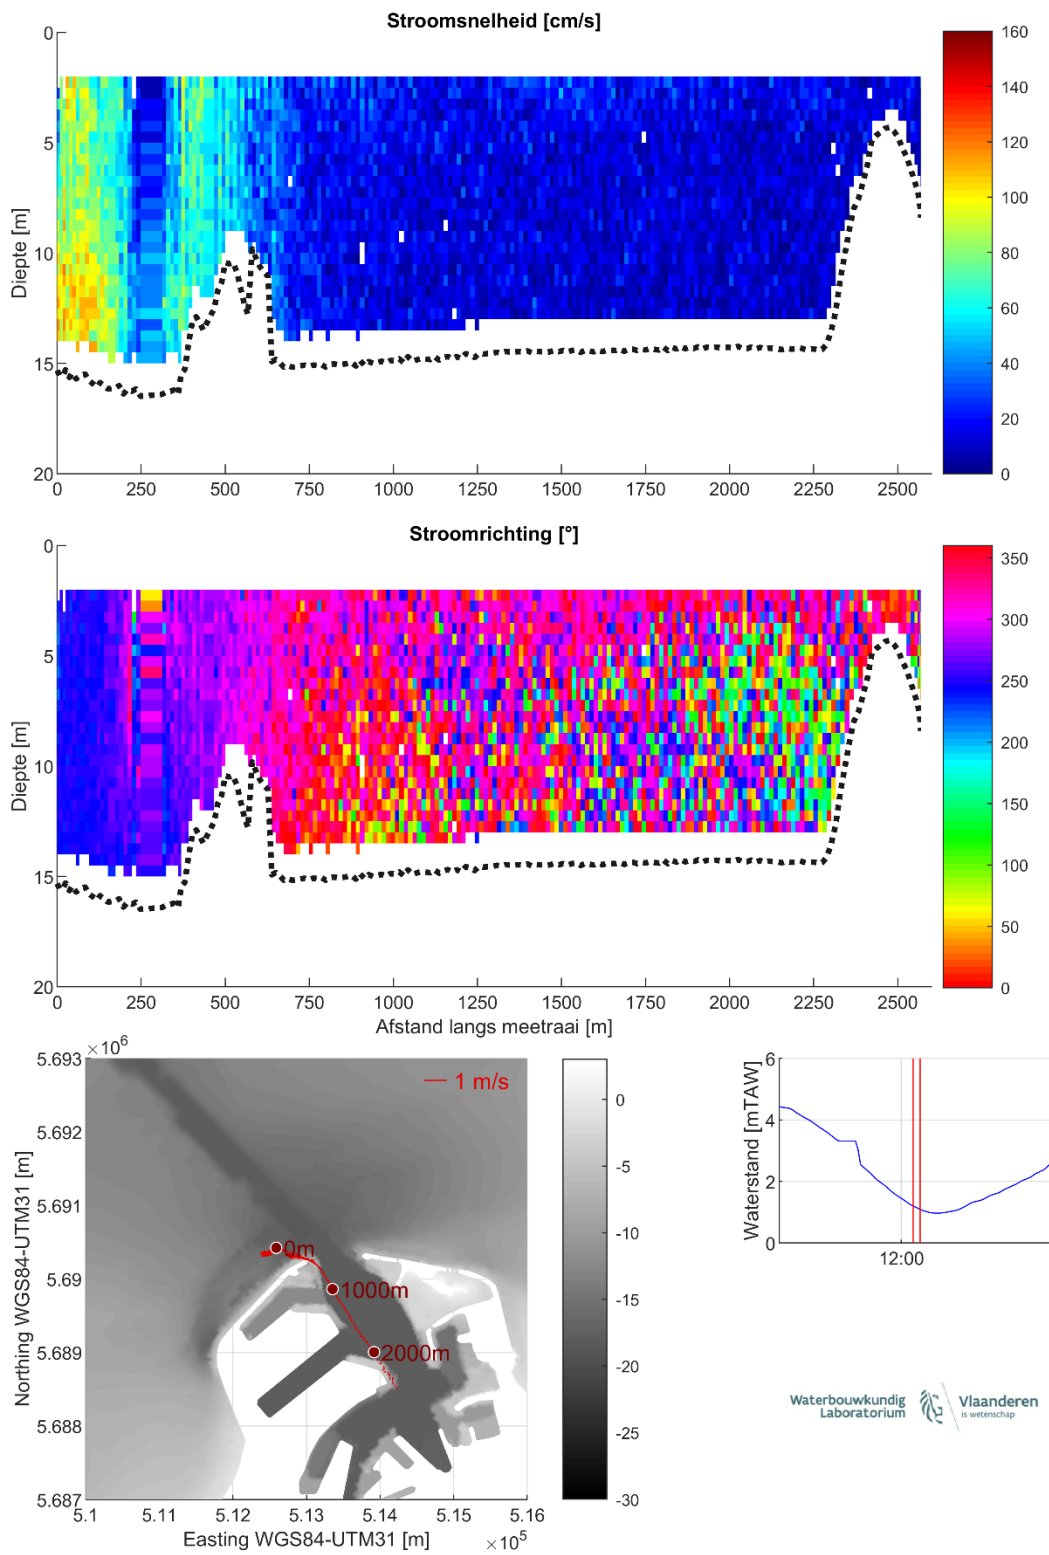 Stroomsnelheid [cm/s]
0
5
10
15
20
Diepte [m]
0 250 500 750 1000 1250 1500 1750 2000 2250 2500
160
140
120
100
80
60
40
20
0
Stroomrichting [°]
0
5
10
15
20
Diepte [m]
0 250 500 750 1000 1250 1500 1750 2000 2250 2500
Afstand langs meetraai [m]
350
300
250
200
150
100
50
0
×10⁶
5.693
5.692
5.691
5.69
5.689
5.688
5.687
Northing WGS84-UTM31 [m]
1 m/s
0m
1000m
2000m
5.1 5.11 5.12 5.13 5.14 5.15 5.16
Easting WGS84-UTM31 [m]
×10⁵
0
-5
-10
-15
-20
-25
-30
6
4
2
0
Waterstand [mTAW]
12:00
Waterbouwkundig
Laboratorium
Vlaanderen
is wetenschap